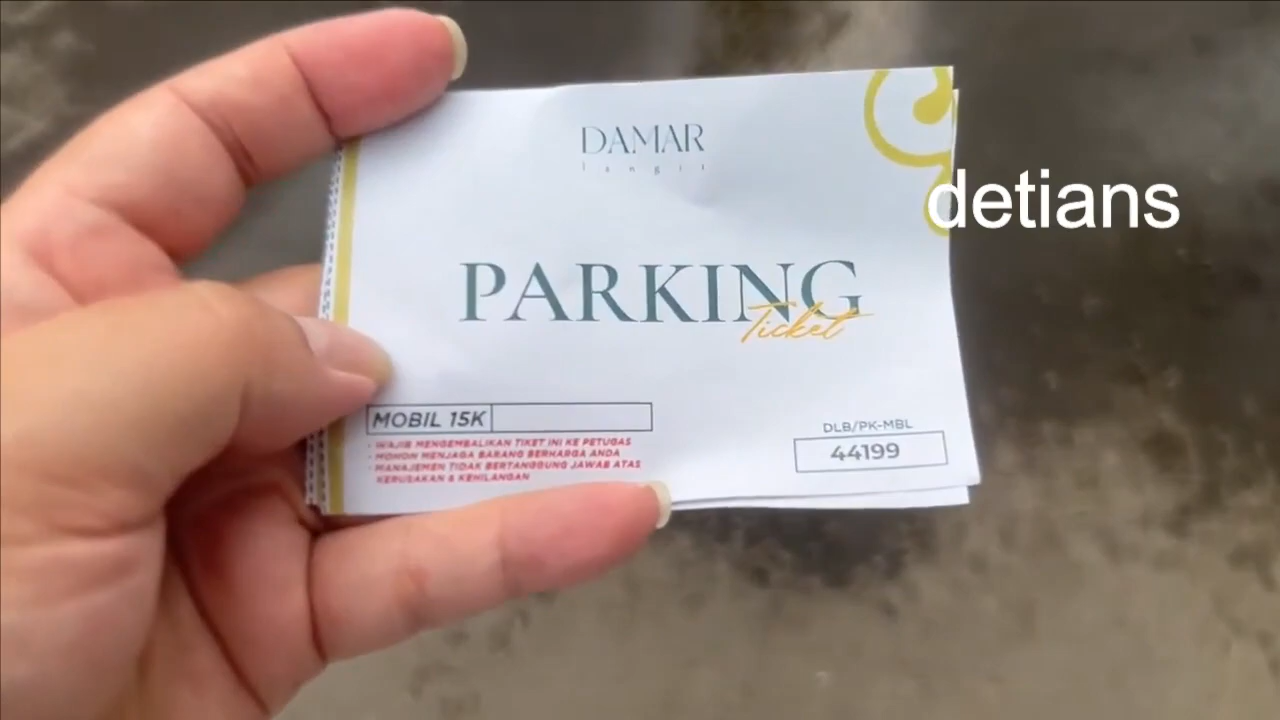 DAMAR
langit
detians
PARKING
Ticket
MOBIL 15K
• WAJIB MENGEMBALIKAN TIKET INI KE PETUGAS
• MOHON MENJAGA BARANG BERHARGA ANDA
• MANAJEMEN TIDAK BERTANGGUNG JAWAB ATAS
KERUSAKAN & KEHILANGAN
DLB/PK-MBL
44199